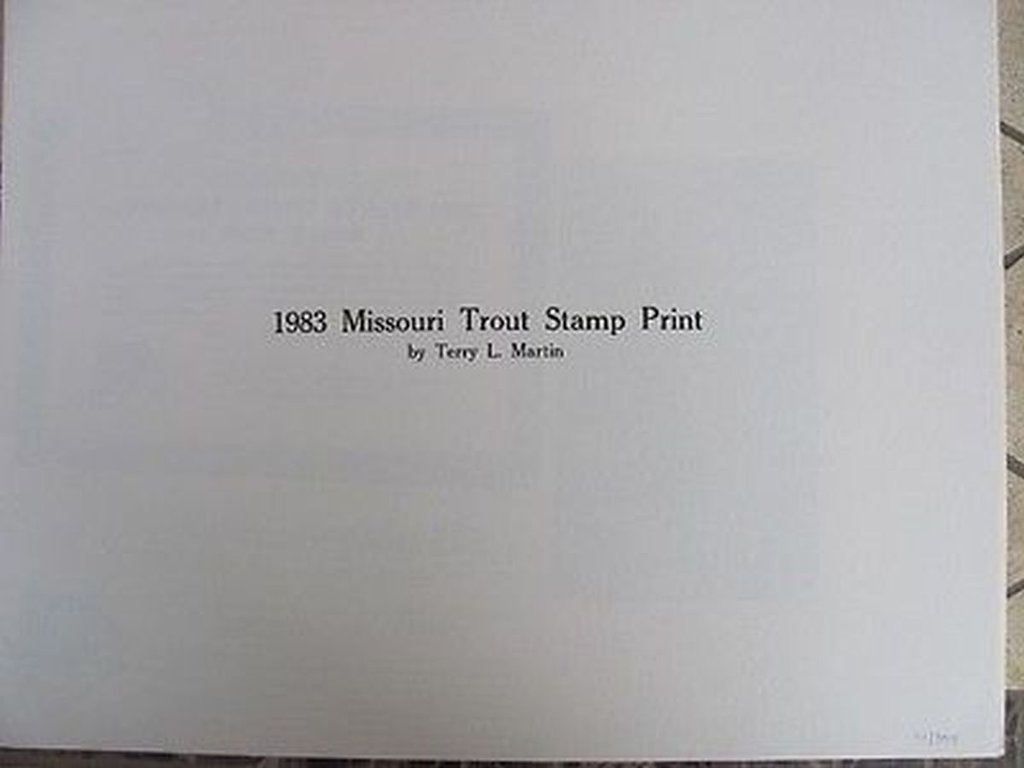 1983 Missouri Trout Stamp Print
by Terry L. Martin